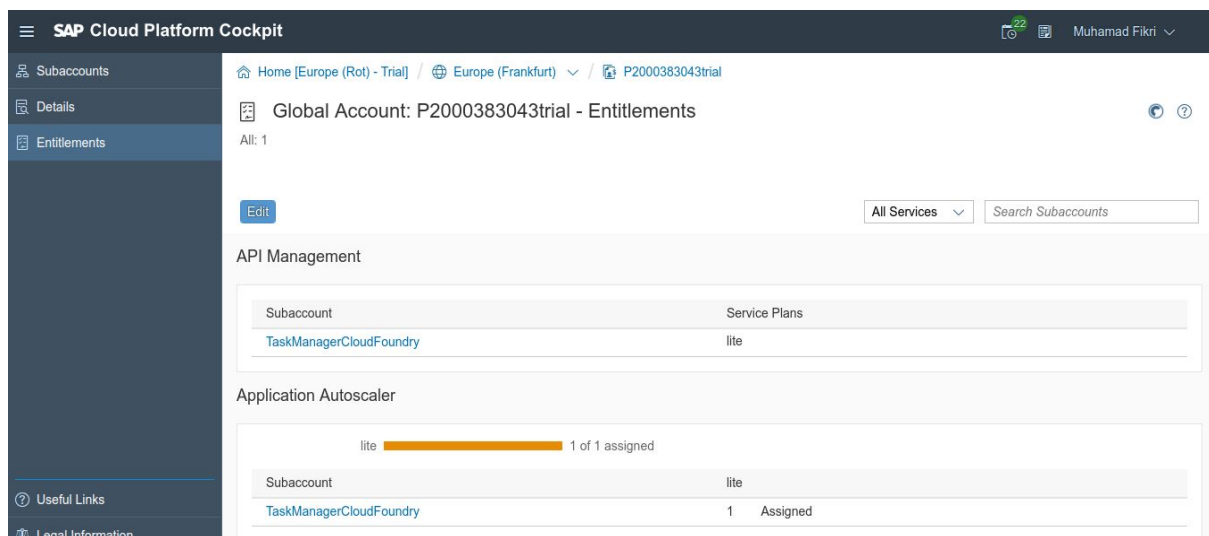 SAP Cloud Platform Cockpit
22
Muhamad Fikri
Subaccounts
Details
Entitlements
Useful Links
Legal Information
Home [Europe (Rot) - Trial] / Europe (Frankfurt) / P2000383043trial
Global Account: P2000383043trial - Entitlements
All: 1
Edit
All Services
Search Subaccounts
API Management
Subaccount Service Plans
TaskManagerCloudFoundry lite
Application Autoscaler
lite 1 of 1 assigned
Subaccount lite
TaskManagerCloudFoundry 1 Assigned